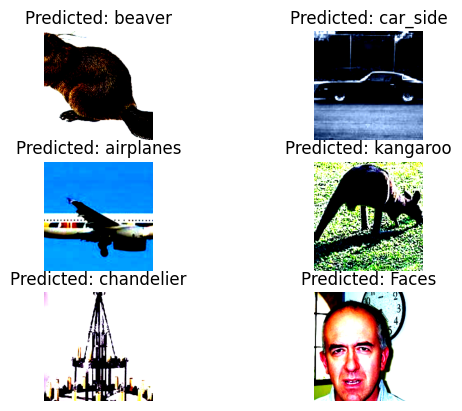 Predicted: beaver
Predicted: car_side
Predicted: airplanes
Predicted: kangaroo
Predicted: chandelier
Predicted: Faces